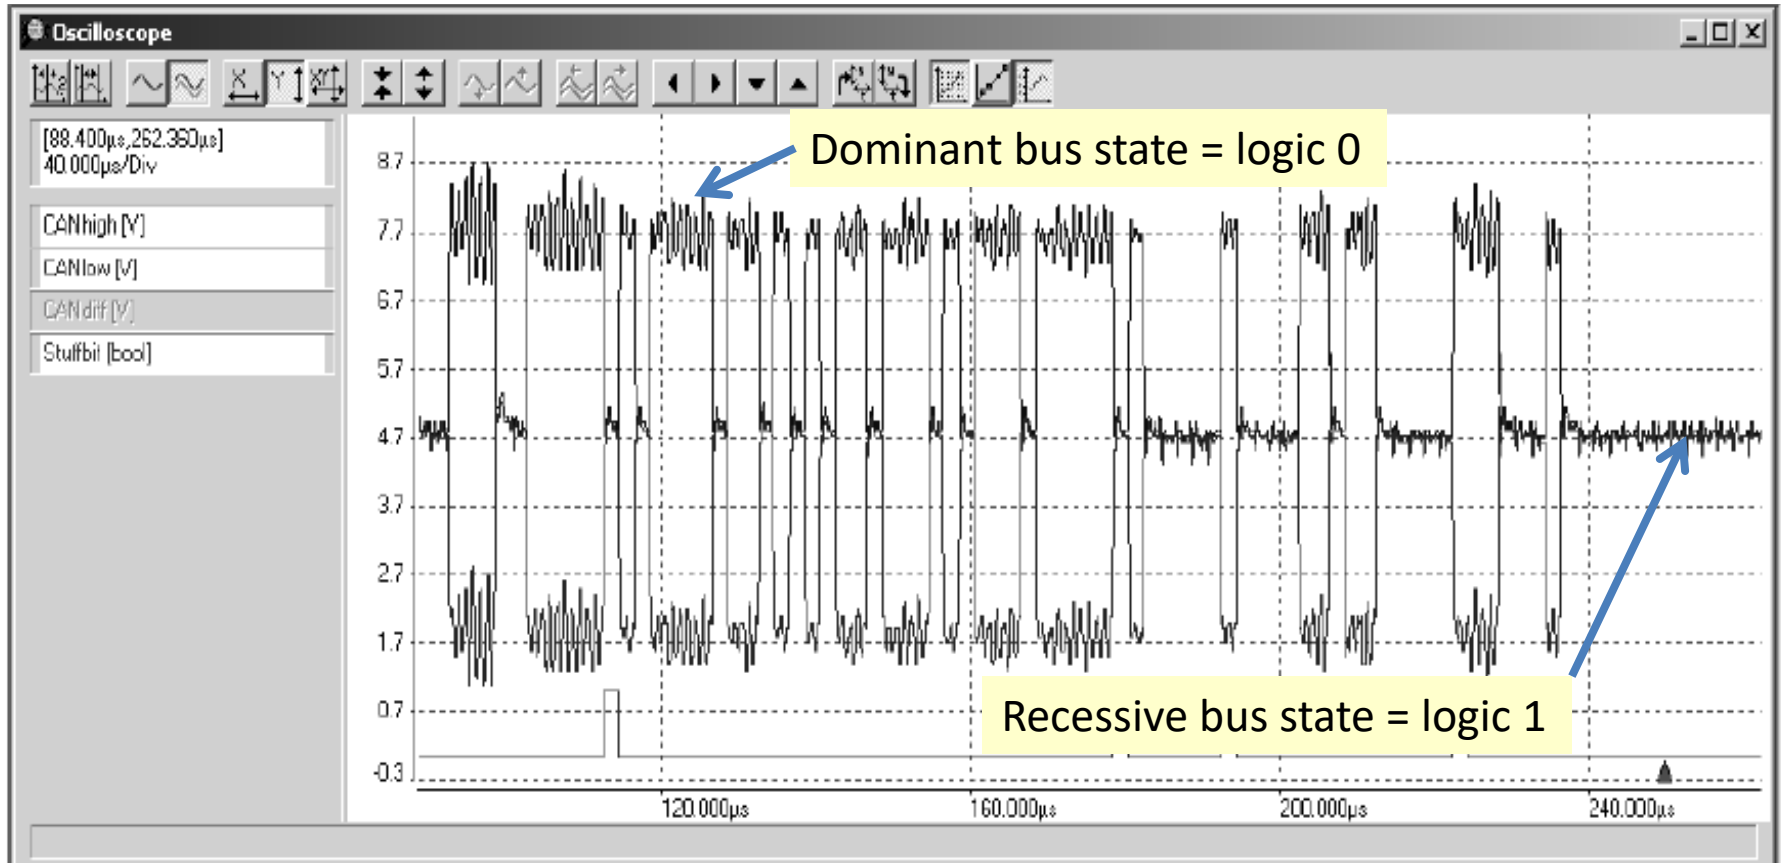 Oscilloscope
[88.400µs,262.360µs]
40.000µs/Div
CANhigh [V]
CANlow [V]
CANdiff [V]
Stuffbit [bool]
Dominant bus state = logic 0
8.7
7.7
6.7
5.7
4.7
3.7
2.7
1.7
0.7
-0.3
Recessive bus state = logic 1
120.000µs
160.000µs
200.000µs
240.000µs